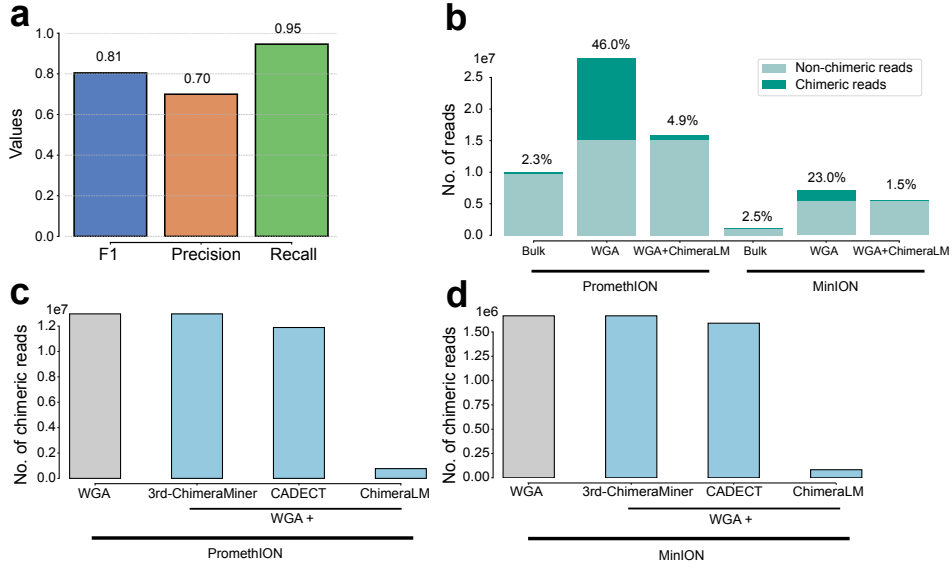 a
Values
1.0
0.8
0.6
0.4
0.2
0.0
0.81
0.70
0.95
F1
Precision
Recall
b
No. of reads
1e7
2.5
2.0
1.5
1.0
0.5
0.0
2.3%
46.0%
4.9%
2.5%
23.0%
1.5%
Non-chimeric reads
Chimeric reads
Bulk
WGA
WGA+ChimeraLM
Bulk
WGA
WGA+ChimeraLM
PromethION
MinION
c
No. of chimeric reads
1e7
1.2
1.0
0.8
0.6
0.4
0.2
0.0
WGA
3rd-ChimeraMiner
CADECT
ChimeraLM
WGA +
PromethION
d
No. of chimeric reads
1e6
1.50
1.25
1.00
0.75
0.50
0.25
0.00
WGA
3rd-ChimeraMiner
CADECT
ChimeraLM
WGA +
MinION